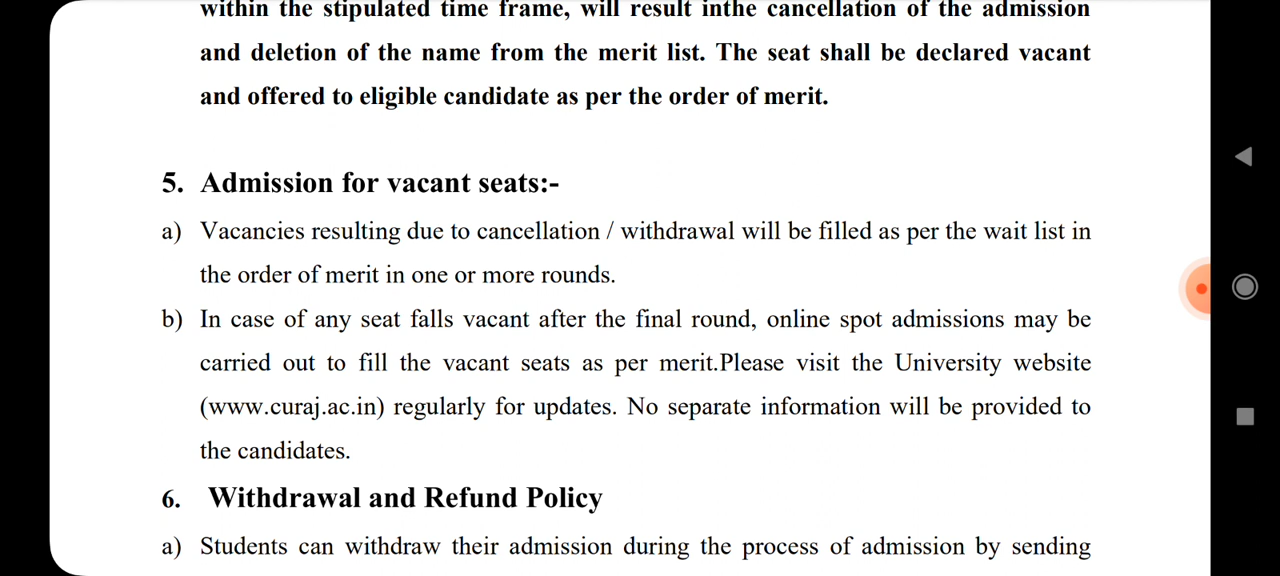 within the stipulated time frame, will result inthe cancellation of the admission
and deletion of the name from the merit list. The seat shall be declared vacant
and offered to eligible candidate as per the order of merit.
5. Admission for vacant seats:-
a) Vacancies resulting due to cancellation / withdrawal will be filled as per the wait list in
the order of merit in one or more rounds.
b) In case of any seat falls vacant after the final round, online spot admissions may be
carried out to fill the vacant seats as per merit.Please visit the University website
(www.curaj.ac.in) regularly for updates. No separate information will be provided to
the candidates.
6. Withdrawal and Refund Policy
a) Students can withdraw their admission during the process of admission by sending